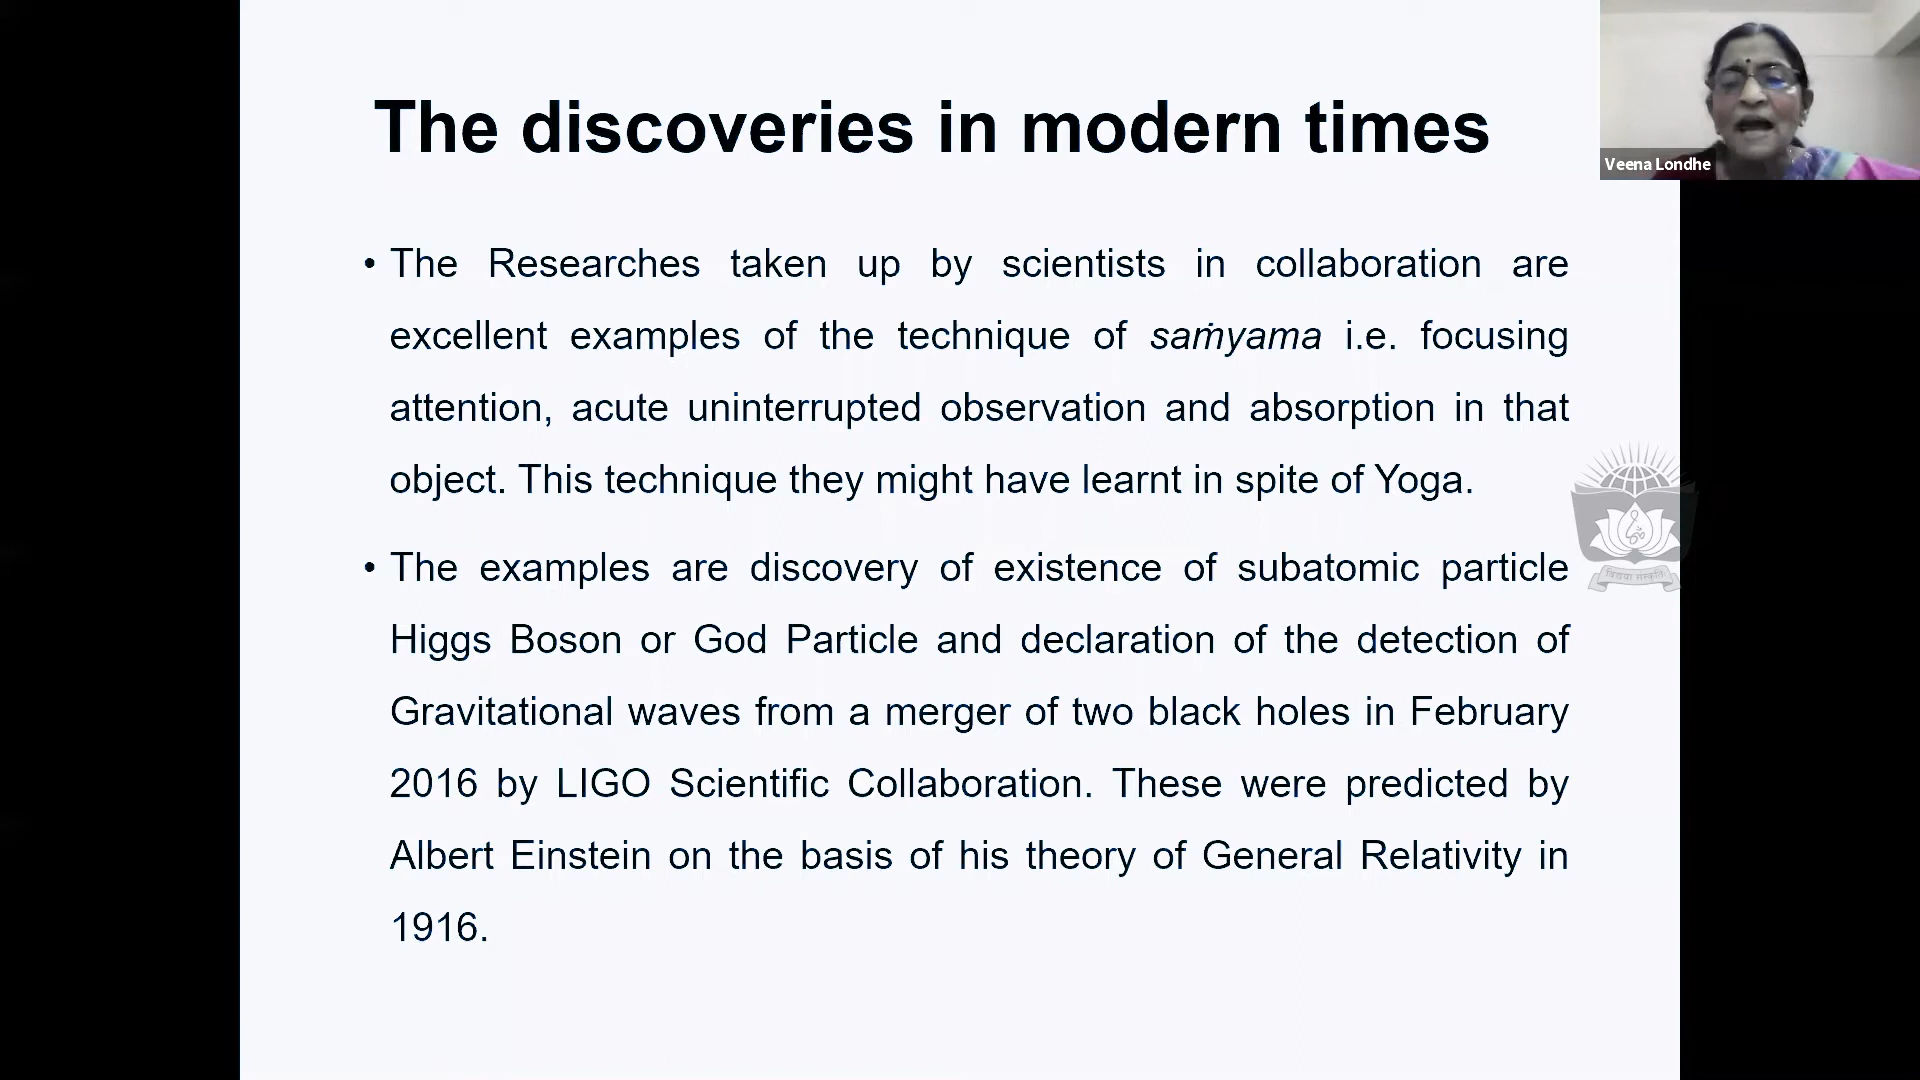 The discoveries in modern times
Veena Londhe
• The Researches taken up by scientists in collaboration are
excellent examples of the technique of saṁyama i.e. focusing
attention, acute uninterrupted observation and absorption in that
object. This technique they might have learnt in spite of Yoga.
• The examples are discovery of existence of subatomic particle
Higgs Boson or God Particle and declaration of the detection of
Gravitational waves from a merger of two black holes in February
2016 by LIGO Scientific Collaboration. These were predicted by
Albert Einstein on the basis of his theory of General Relativity in
1916.